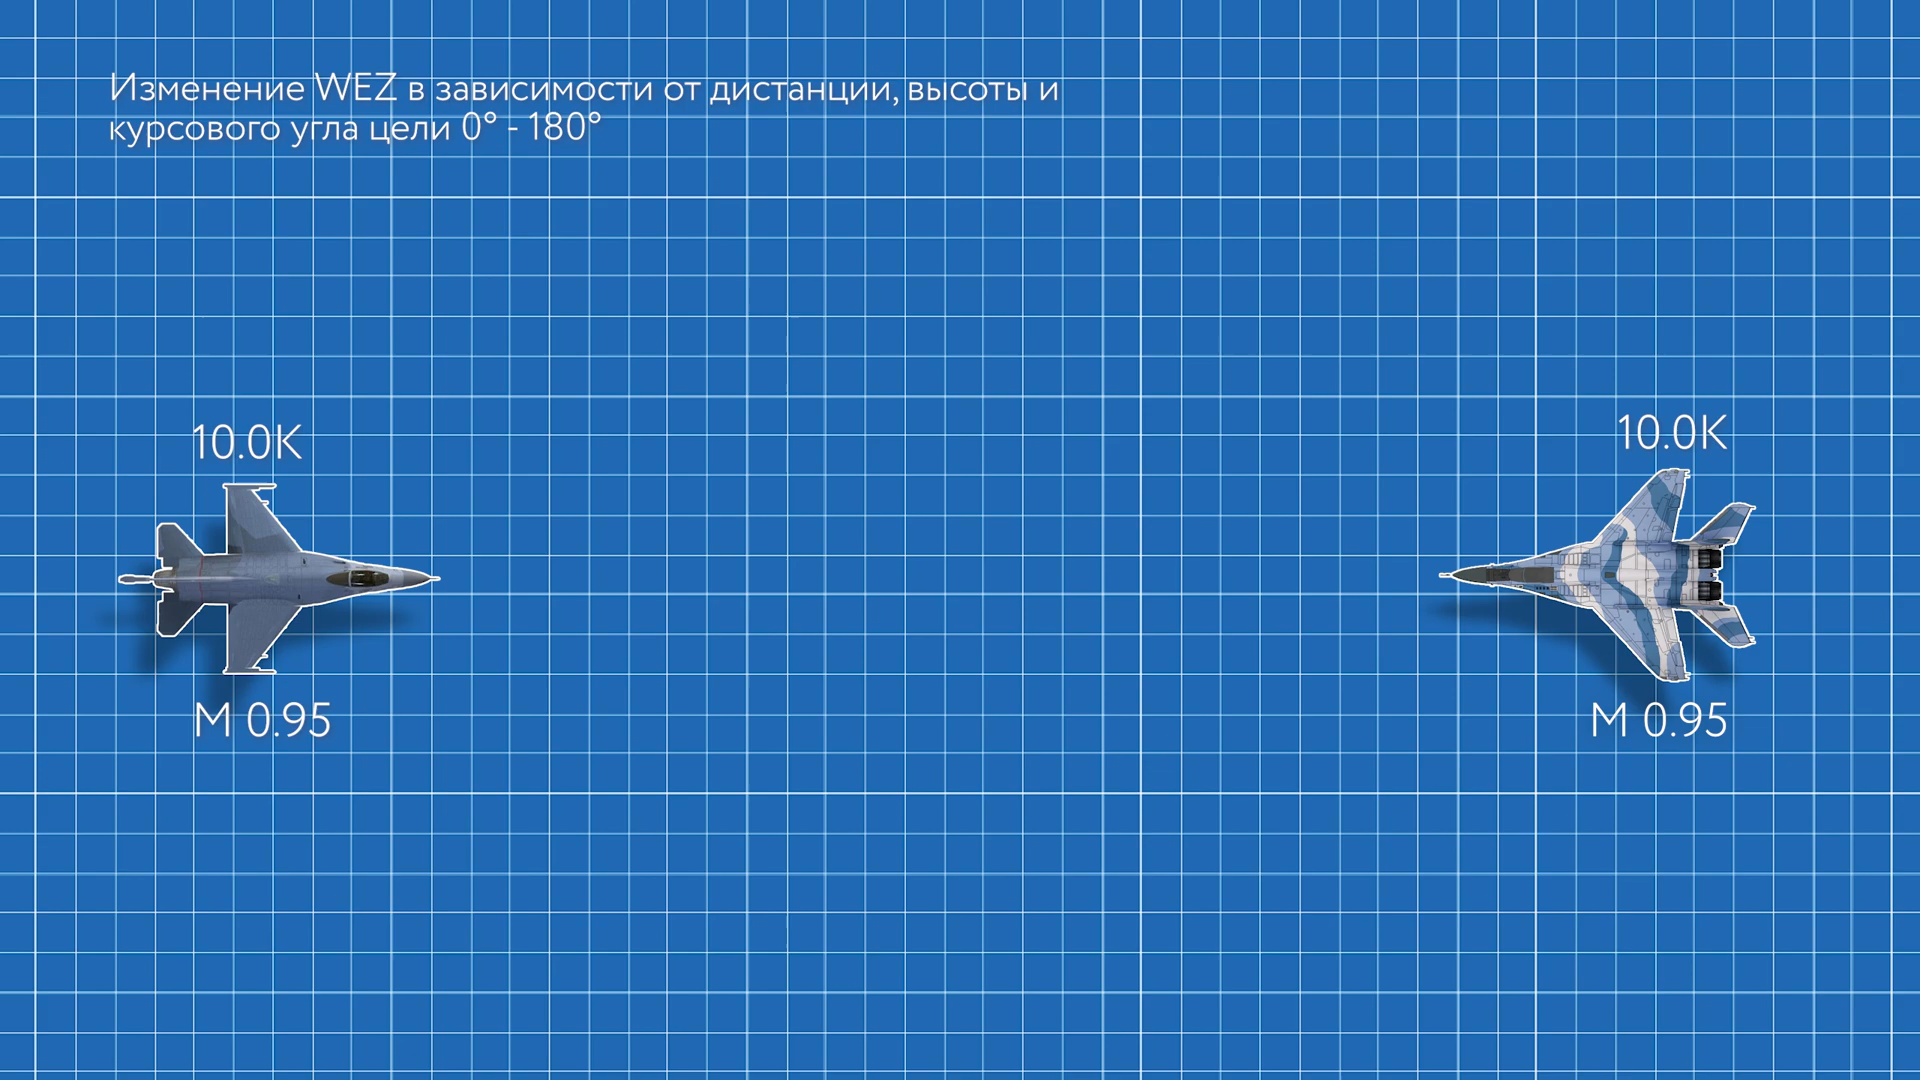 Изменение WEZ в зависимости от дистанции, высоты и
курсового угла цели 0° - 180°
10.0K
10.0K
M 0.95
M 0.95